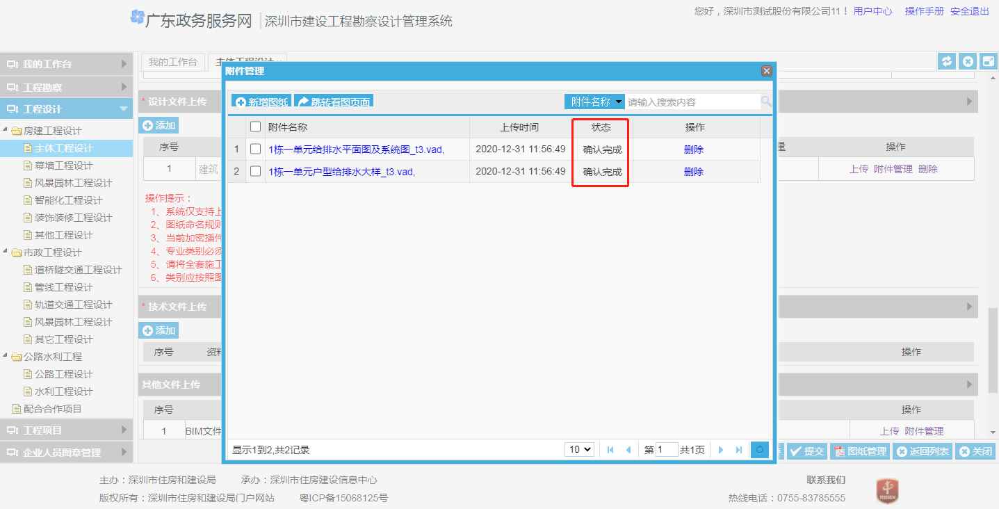 广东政务服务网 深圳市建设工程勘察设计管理系统
您好，深圳市测试股份有限公司11！ 用户中心 操作手册 安全退出
我的工作台
工程勘察
工程设计
房建工程设计
主体工程设计
幕墙工程设计
风景园林工程设计
智能化工程设计
装饰装修工程设计
其他工程设计
市政工程设计
道桥隧交通工程设计
管线工程设计
轨道交通工程设计
风景园林工程设计
其它工程设计
公路水利工程
公路工程设计
水利工程设计
配合合作项目
工程项目
企业人员图章管理
我的工作台 主体工程设计
* 设计文件上传
添加
序号 量 操作
1 建筑 上传 附件管理 删除
操作提示：
1、系统仅支持上
2、图纸命名规则
3、当前加密插件
4、专业类别必须
5、请将全套施工
6、类别应按照图
* 技术文件上传
添加
序号 资料 操作
其他文件上传
序号 操作
1 BIM文件 上传 附件管理
附件管理
新增图纸 跳转看图页面 附件名称 请输入搜索内容
附件名称 上传时间 状态 操作
1 1栋一单元给排水平面图及系统图_t3.vad, 2020-12-31 11:56:49 确认完成 删除
2 1栋一单元户型给排水大样_t3.vad, 2020-12-31 11:56:49 确认完成 删除
显示1到2,共2记录 10 第 1 共1页
提交 图纸管理 返回列表 关闭
主办：深圳市住房和建设局 承办：深圳市住房建设信息中心
版权所有：深圳市住房和建设局门户网站 粤ICP备15068125号
联系我们
热线电话：0755-83785555